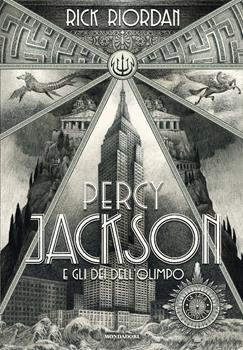 RICK RIORDAN
PERCY
JACKSON
E GLI DEI DELL'OLIMPO
MONDADORI